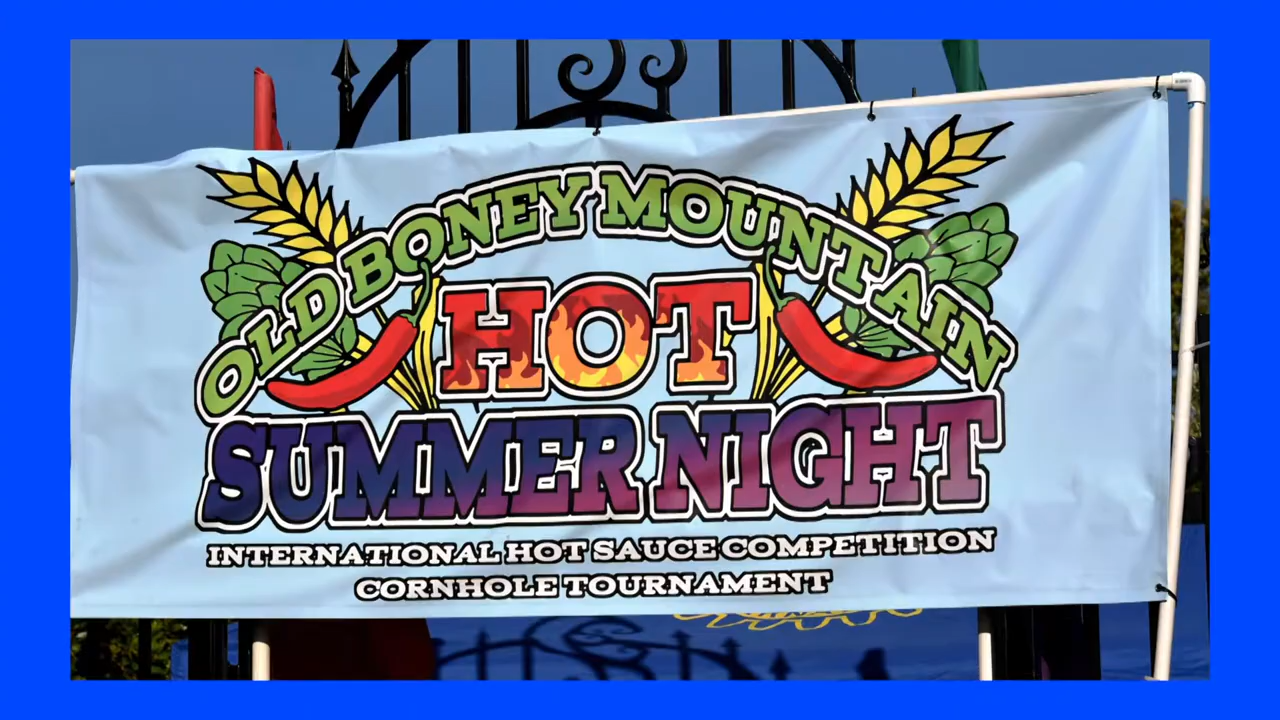 OLD BONEY MOUNTAIN
HOT
SUMMER NIGHT
INTERNATIONAL HOT SAUCE COMPETITION
CORNHOLE TOURNAMENT